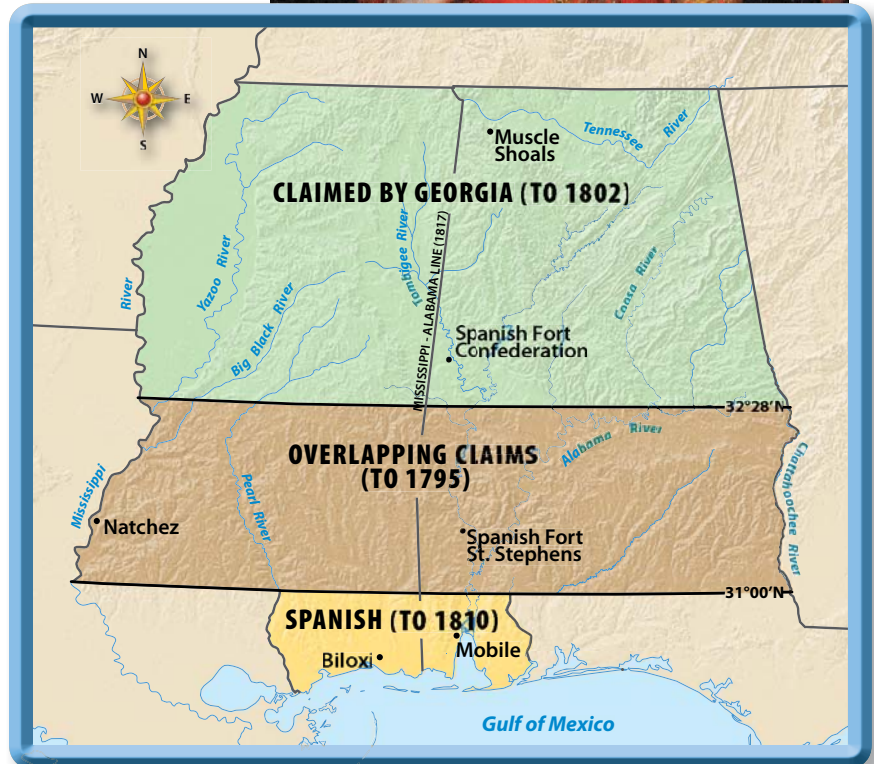 N
W
E
S
Muscle
Shoals
Tennessee River
CLAIMED BY GEORGIA (TO 1802)
River
Yazoo River
Big Black River
Tombigee River
MISSISSIPPI - ALABAMA LINE (1817)
Coosa River
Spanish Fort
Confederation
32°28'N
OVERLAPPING CLAIMS
(TO 1795)
Alabama River
Mississippi
Natchez
Pearl River
Spanish Fort
St. Stephens
Chattahoochee River
31°00'N
SPANISH (TO 1810)
Biloxi
Mobile
Gulf of Mexico